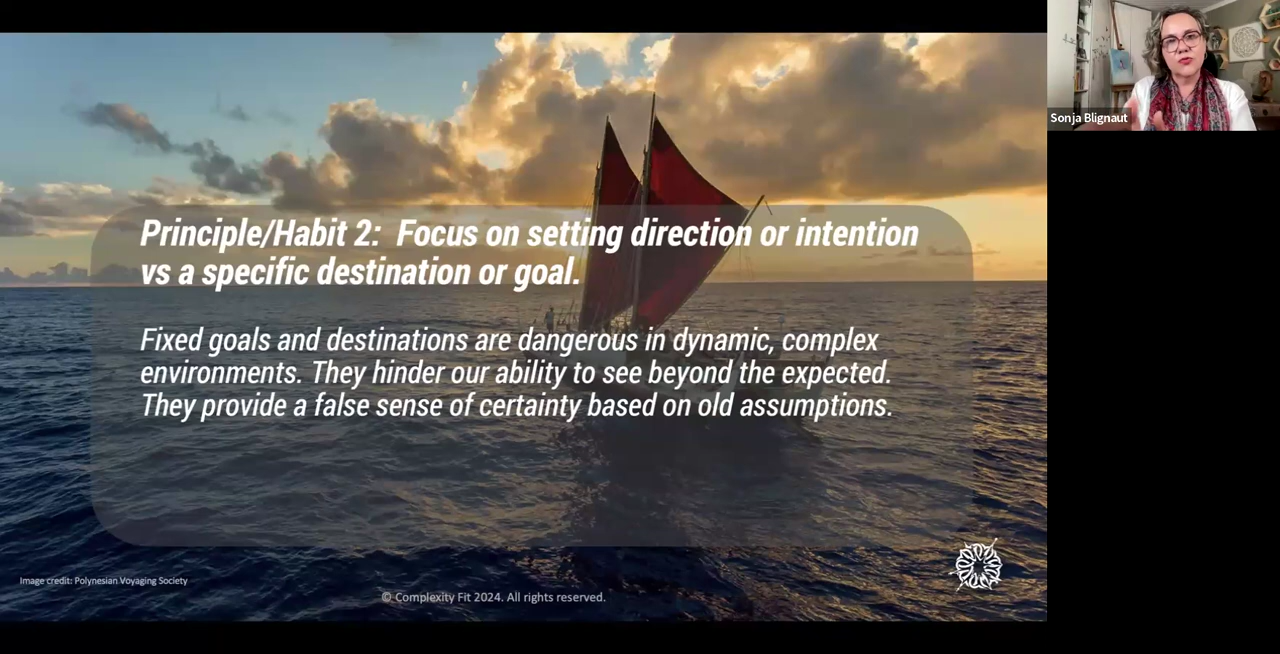 Sonja Blignaut
Principle/Habit 2:  Focus on setting direction or intention
vs a specific destination or goal.
Fixed goals and destinations are dangerous in dynamic, complex
environments. They hinder our ability to see beyond the expected.
They provide a false sense of certainty based on old assumptions.
Image credit: Polynesian Voyaging Society
© Complexity Fit 2024. All rights reserved.